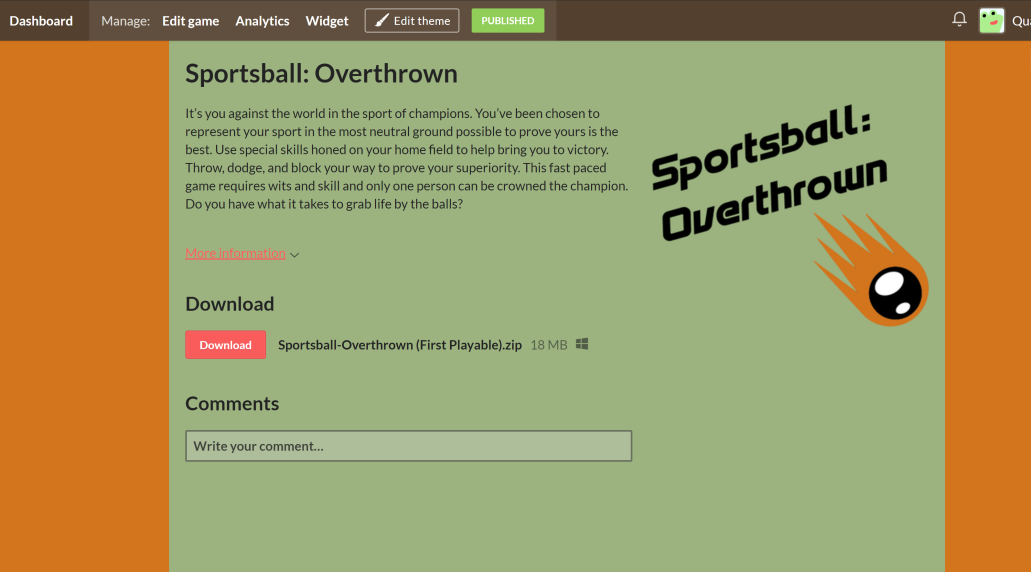 Dashboard Manage: Edit game Analytics Widget Edit theme PUBLISHED
Sportsball: Overthrown
It's you against the world in the sport of champions. You've been chosen to
represent your sport in the most neutral ground possible to prove yours is the
best. Use special skills honed on your home field to help bring you to victory.
Throw, dodge, and block your way to prove your superiority. This fast paced
game requires wits and skill and only one person can be crowned the champion.
Do you have what it takes to grab life by the balls?
Sportsball:
Overthrown
More information
Download
Download Sportsball-Overthrown (First Playable).zip 18 MB
Comments
Write your comment...